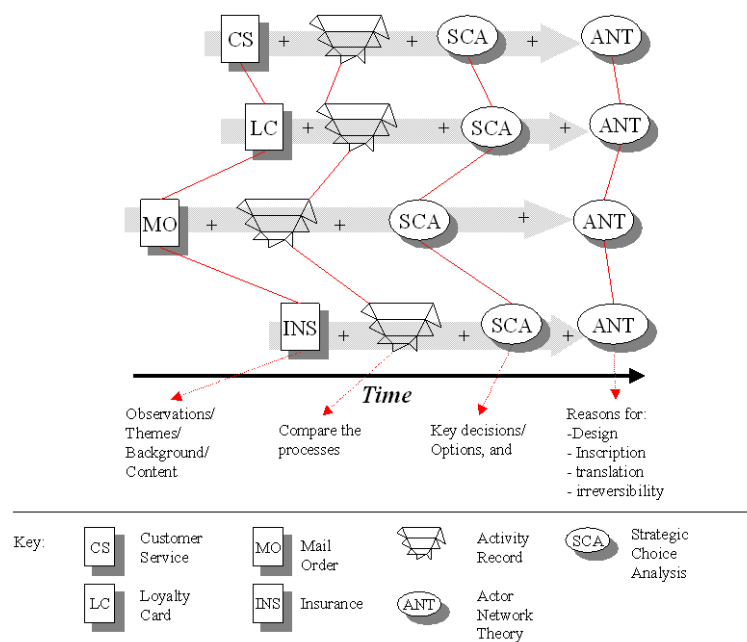 CS + + SCA + ANT
LC + + SCA + ANT
MO + + SCA + ANT
INS + + SCA + ANT
Time
Observations/
Themes/
Background/
Content
Compare the
processes
Key decisions/
Options, and
Reasons for:
-Design
- Inscription
- translation
- irreversibility
Key:
CS
Customer
Service
MO
Mail
Order
Activity
Record
SCA
Strategic
Choice
Analysis
LC
Loyalty
Card
INS
Insurance
ANT
Actor
Network
Theory